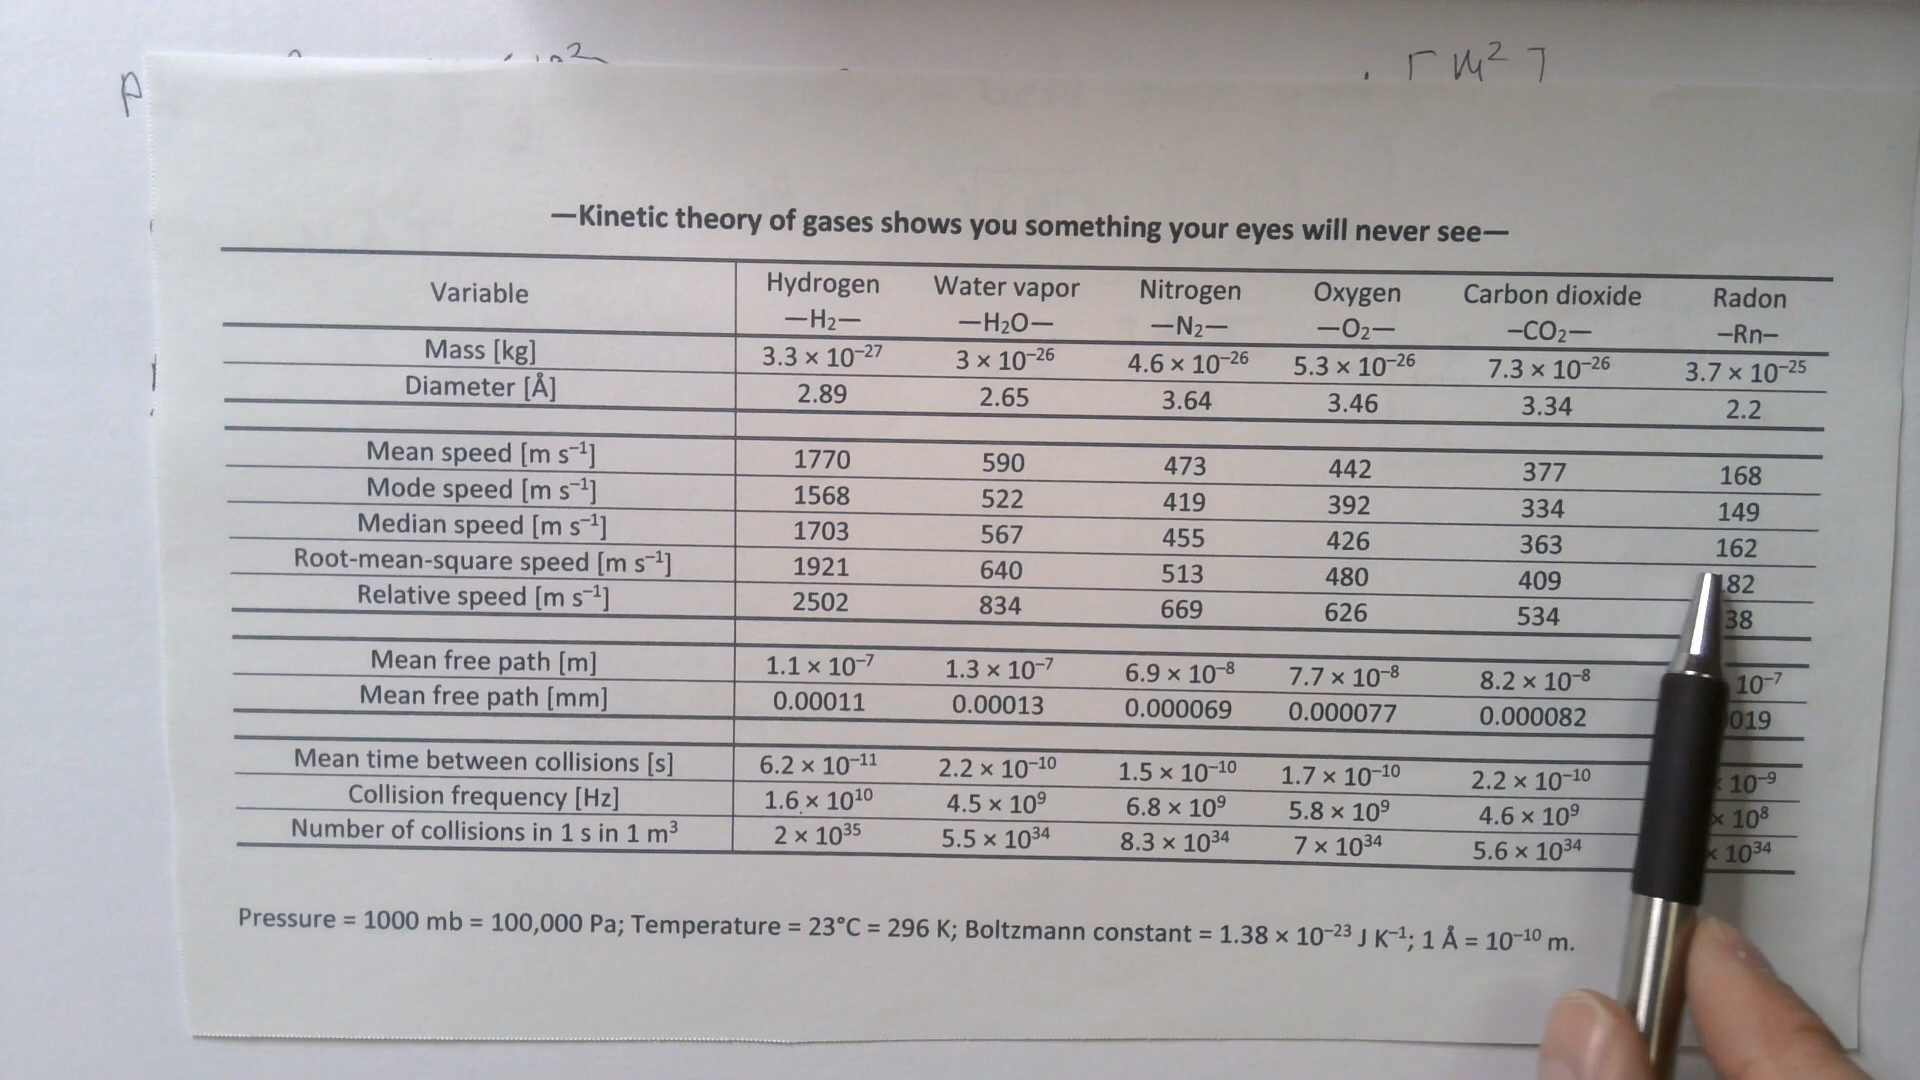 m²
P
—Kinetic theory of gases shows you something your eyes will never see—
Variable Hydrogen —H₂— Water vapor —H₂O— Nitrogen —N₂— Oxygen —O₂— Carbon dioxide –CO₂— Radon –Rn–
Mass [kg] 3.3 × 10⁻²⁷ 3 × 10⁻²⁶ 4.6 × 10⁻²⁶ 5.3 × 10⁻²⁶ 7.3 × 10⁻²⁶ 3.7 × 10⁻²⁵
Diameter [Å] 2.89 2.65 3.64 3.46 3.34 2.2
Mean speed [m s⁻¹] 1770 590 473 442 377 168
Mode speed [m s⁻¹] 1568 522 419 392 334 149
Median speed [m s⁻¹] 1703 567 455 426 363 162
Root-mean-square speed [m s⁻¹] 1921 640 513 480 409 82
Relative speed [m s⁻¹] 2502 834 669 626 534 38
Mean free path [m] 1.1 × 10⁻⁷ 1.3 × 10⁻⁷ 6.9 × 10⁻⁸ 7.7 × 10⁻⁸ 8.2 × 10⁻⁸ 10⁻⁷
Mean free path [mm] 0.00011 0.00013 0.000069 0.000077 0.000082 019
Mean time between collisions [s] 6.2 × 10⁻¹¹ 2.2 × 10⁻¹⁰ 1.5 × 10⁻¹⁰ 1.7 × 10⁻¹⁰ 2.2 × 10⁻¹⁰ × 10⁻⁹
Collision frequency [Hz] 1.6 × 10¹⁰ 4.5 × 10⁹ 6.8 × 10⁹ 5.8 × 10⁹ 4.6 × 10⁹ × 10⁸
Number of collisions in 1 s in 1 m³ 2 × 10³⁵ 5.5 × 10³⁴ 8.3 × 10³⁴ 7 × 10³⁴ 5.6 × 10³⁴ × 10³⁴
Pressure = 1000 mb = 100,000 Pa; Temperature = 23°C = 296 K; Boltzmann constant = 1.38 × 10⁻²³ J K⁻¹; 1 Å = 10⁻¹⁰ m.